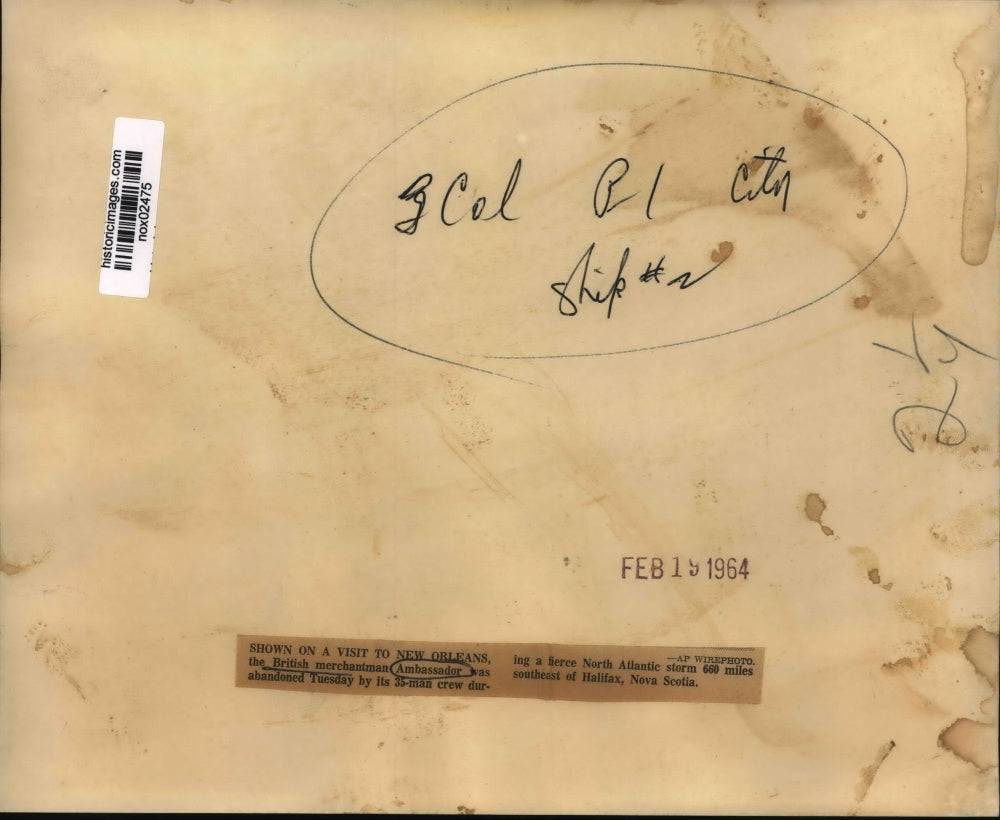 historicimages.com
nox02475
3 Col P-1 City
Ship #2
FEB 19 1964
SHOWN ON A VISIT TO NEW ORLEANS,
the British merchantman Ambassador was
abandoned Tuesday by its 35-man crew dur-
—AP WIREPHOTO.
ing a fierce North Atlantic storm 660 miles
southeast of Halifax, Nova Scotia.